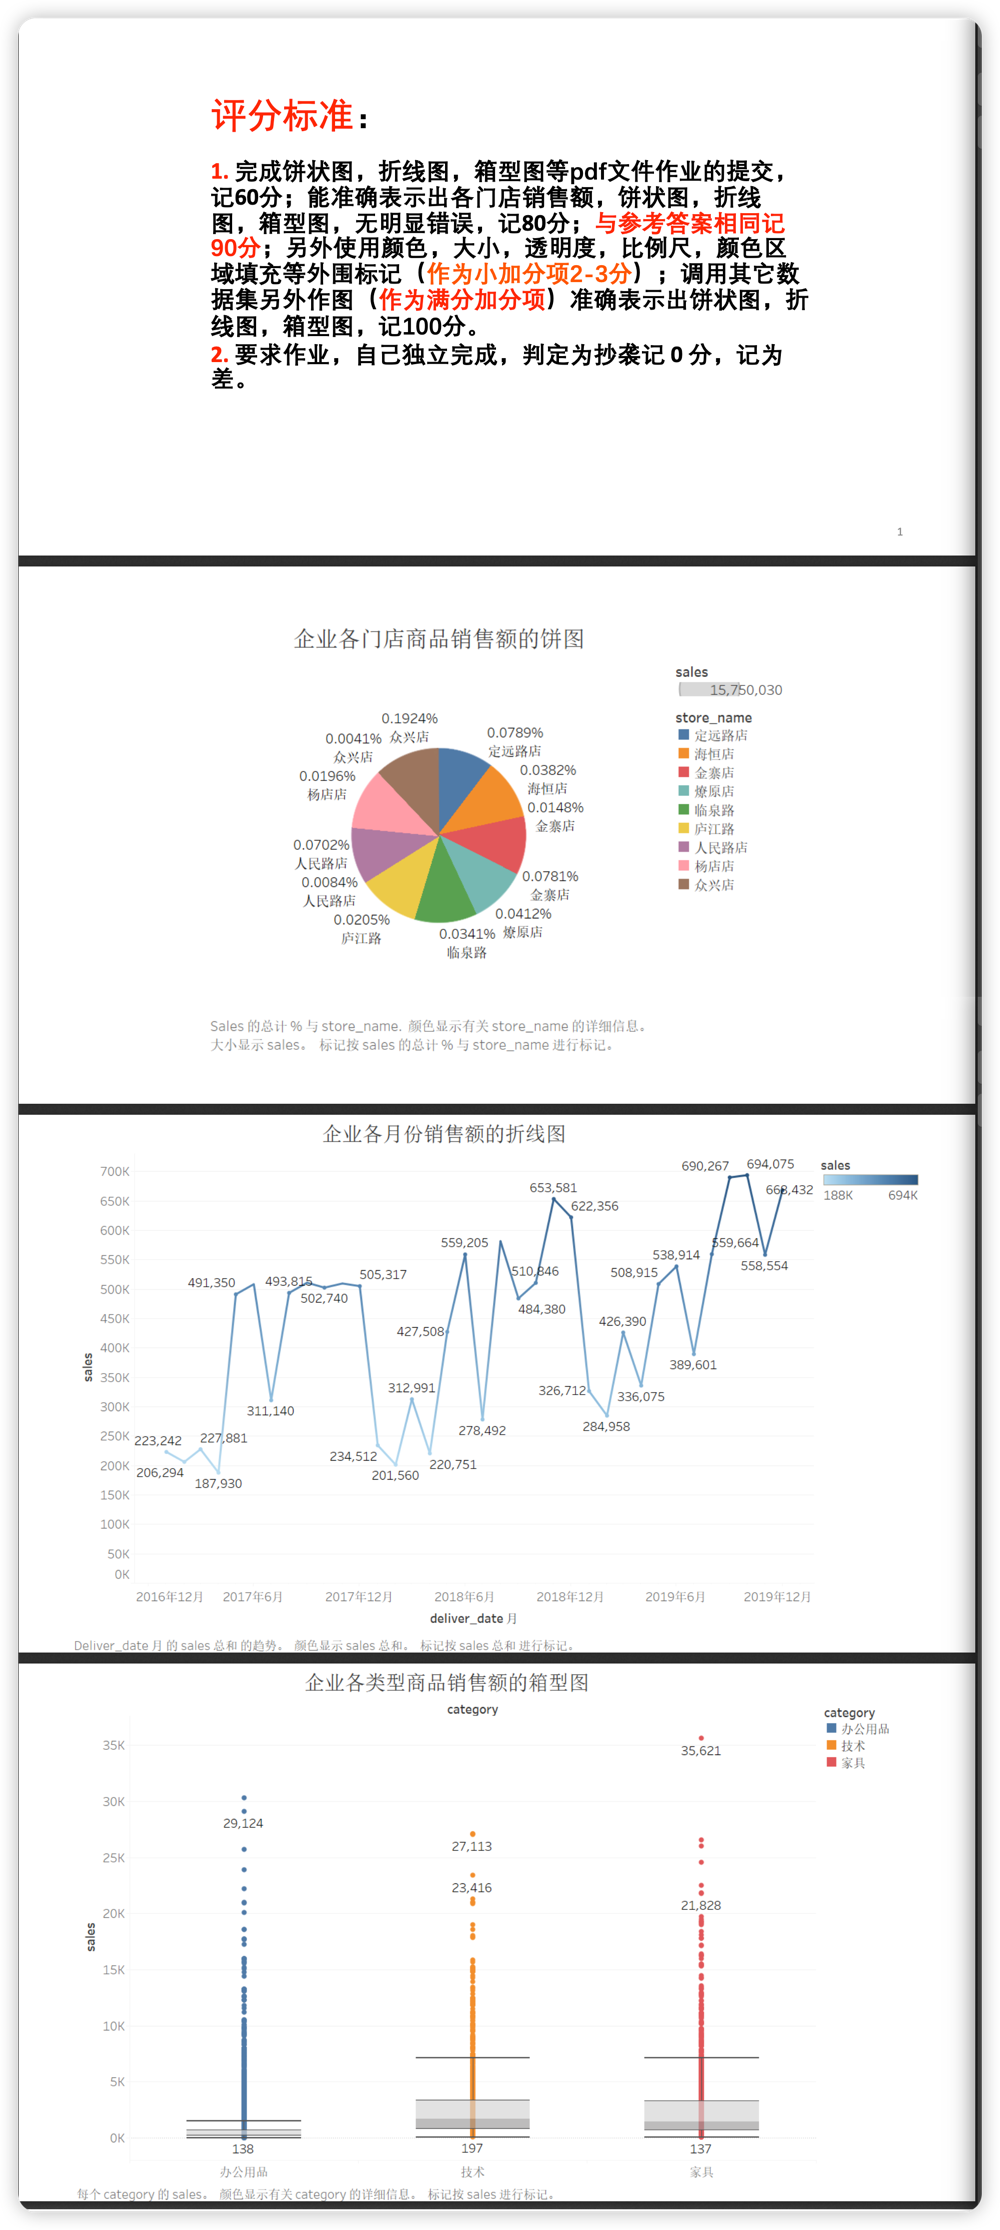 评分标准：
1. 完成饼状图，折线图，箱型图等pdf文件作业的提交，
记60分；能准确表示出各门店销售额，饼状图，折线
图，箱型图，无明显错误，记80分；与参考答案相同记
90分；另外使用颜色，大小，透明度，比例尺，颜色区
域填充等外围标记（作为小加分项2-3分）；调用其它数
据集另外作图（作为满分加分项）准确表示出饼状图，折
线图，箱型图，记100分。
2. 要求作业，自己独立完成，判定为抄袭记 0 分，记为
差。
1
企业各门店商品销售额的饼图
sales
15,750,030
store_name
定远路店
海恒店
金寨店
燎原店
临泉路
庐江路
人民路店
杨店店
众兴店
0.1924%
众兴店
0.0041%
众兴店
0.0196%
杨店店
0.0702%
人民路店
0.0084%
人民路店
0.0205%
庐江路
0.0341%
临泉路
0.0412%
燎原店
0.0781%
金寨店
0.0148%
金寨店
0.0382%
海恒店
0.0789%
定远路店
Sales 的总计 % 与 store_name. 颜色显示有关 store_name 的详细信息。
大小显示 sales。 标记按 sales 的总计 % 与 store_name 进行标记。
企业各月份销售额的折线图
sales
188K 694K
700K
650K
600K
550K
500K
450K
400K
350K
300K
250K
200K
150K
100K
50K
0K
sales
223,242
206,294
227,881
187,930
491,350
311,140
493,815
502,740
505,317
234,512
201,560
312,991
220,751
427,508
559,205
278,492
484,380
510,846
653,581
622,356
326,712
284,958
426,390
336,075
508,915
538,914
389,601
559,664
690,267
694,075
558,554
668,432
2016年12月 2017年6月 2017年12月 2018年6月 2018年12月 2019年6月 2019年12月
deliver_date 月
Deliver_date 月 的 sales 总和 的趋势。 颜色显示 sales 总和。 标记按 sales 总和 进行标记。
企业各类型商品销售额的箱型图
category
category
办公用品
技术
家具
35K
30K
25K
20K
15K
10K
5K
0K
sales
29,124
27,113
23,416
35,621
21,828
138 197 137
办公用品 技术 家具
每个 category 的 sales。 颜色显示有关 category 的详细信息。 标记按 sales 进行标记。